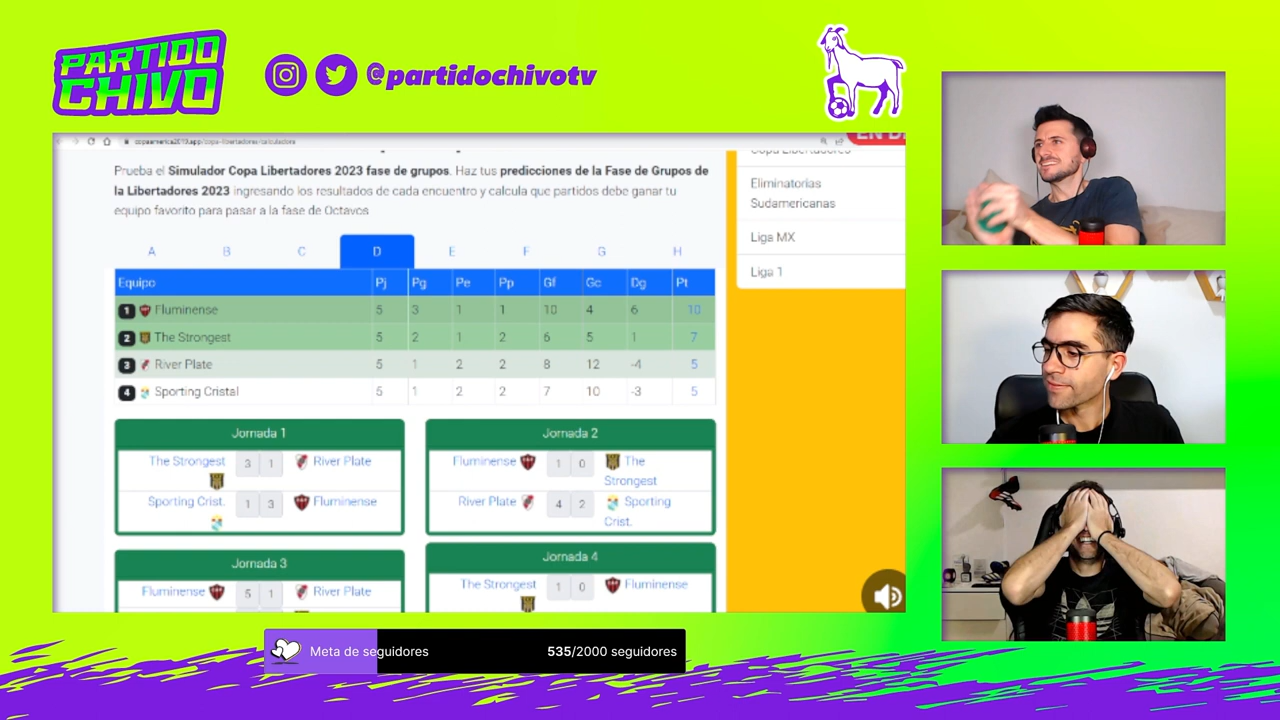 PARTIDO
CHIVO
@partidochivotv
copaamerica2019.app/copa-libertadores/calculadora
Prueba el Simulador Copa Libertadores 2023 fase de grupos. Haz tus predicciones de la Fase de Grupos de
la Libertadores 2023 ingresando los resultados de cada encuentro y calcula que partidos debe ganar tu
equipo favorito para pasar a la fase de Octavos
Copa Libertadores
Eliminatorias
Sudamericanas
Liga MX
Liga 1
A B C D E F G H
Equipo Pj Pg Pe Pp Gf Gc Dg Pt
1 Fluminense 5 3 1 1 10 4 6 10
2 The Strongest 5 2 1 2 6 5 1 7
3 River Plate 5 1 2 2 8 12 -4 5
4 Sporting Cristal 5 1 2 2 7 10 -3 5
Jornada 1
The Strongest 3 1 River Plate
Sporting Crist. 1 3 Fluminense
Jornada 2
Fluminense 1 0 The
Strongest
River Plate 4 2 Sporting
Crist.
Jornada 3
Fluminense 5 1 River Plate
Jornada 4
The Strongest 1 0 Fluminense
Meta de seguidores 535/2000 seguidores